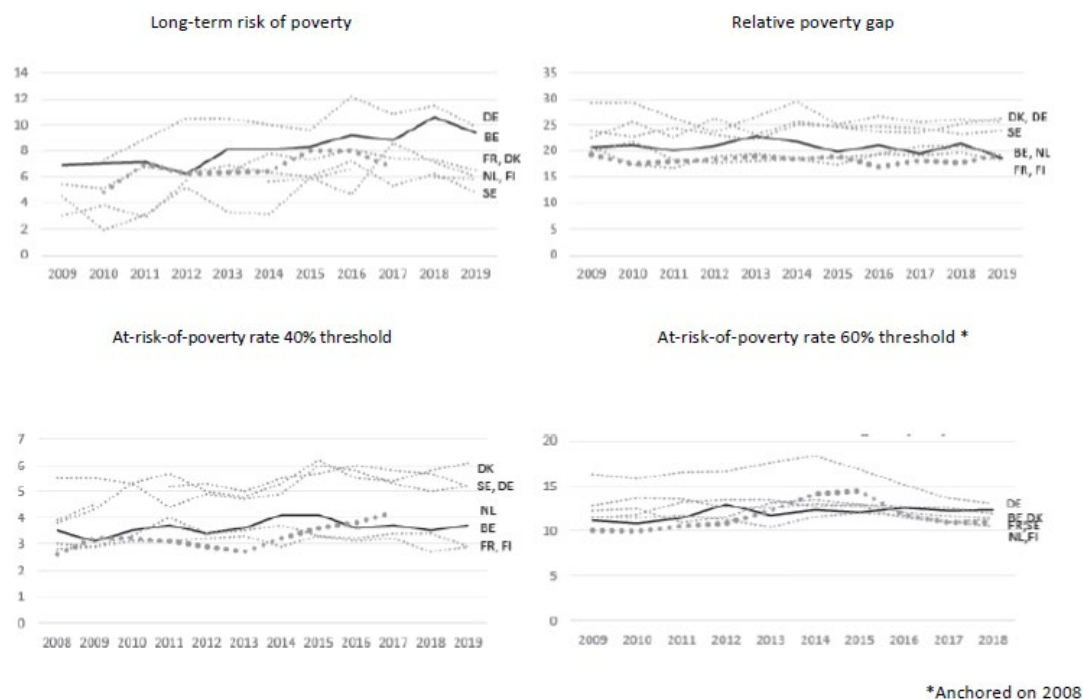 Long-term risk of poverty
14
12
10
8
6
4
2
0
2009 2010 2011 2012 2013 2014 2015 2016 2017 2018 2019
DE
BE
FR, DK
NL, FI
SE
Relative poverty gap
35
30
25
20
15
10
5
0
2009 2010 2011 2012 2013 2014 2015 2016 2017 2018 2019
DK, DE
SE
BE, NL
FR, FI
At-risk-of-poverty rate 40% threshold
7
6
5
4
3
2
1
0
2008 2009 2010 2011 2012 2013 2014 2015 2016 2017 2018 2019
DK
SE, DE
NL
BE
FR, FI
At-risk-of-poverty rate 60% threshold *
20
15
10
5
0
2009 2010 2011 2012 2013 2014 2015 2016 2017 2018
DE
BE,DK
FR,SE
NL,FI
*Anchored on 2008